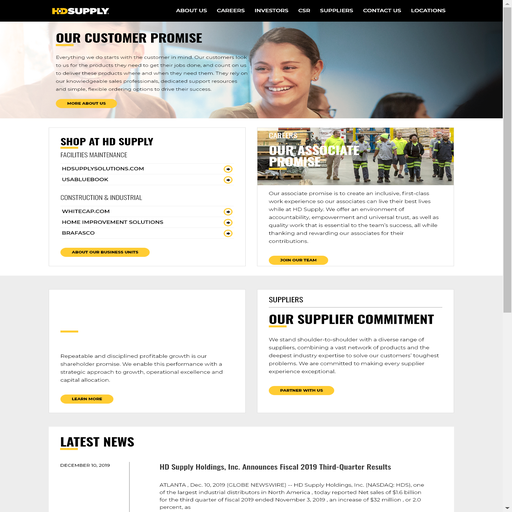 HDSUPPLY
ABOUT US CAREERS INVESTORS CSR SUPPLIERS CONTACT US LOCATIONS
OUR CUSTOMER PROMISE
Everything we do starts with the customer in mind. Our customers look
to us for the products they need to get their jobs done, and count on us
to deliver these products where and when they need them. They rely on
our knowledgeable sales professionals, dedicated support resources
and simple, flexible ordering options to drive their success.
MORE ABOUT US
SHOP AT HD SUPPLY
FACILITIES MAINTENANCE
HDSUPPLYSOLUTIONS.COM
USABLUEBOOK
CONSTRUCTION & INDUSTRIAL
WHITECAP.COM
HOME IMPROVEMENT SOLUTIONS
BRAFASCO
ABOUT OUR BUSINESS UNITS
CAREERS
OUR ASSOCIATE
PROMISE
Our associate promise is to create an inclusive, first-class
work experience so our associates can live their best lives
while at HD Supply. We offer an environment of
accountability, empowerment and universal trust, as well as
quality work that is essential to the team's success, all while
thanking and rewarding our associates for their
contributions.
JOIN OUR TEAM
Repeatable and disciplined profitable growth is our
shareholder promise. We enable this performance with a
strategic approach to growth, operational excellence and
capital allocation.
LEARN MORE
SUPPLIERS
OUR SUPPLIER COMMITMENT
We stand shoulder-to-shoulder with a diverse range of
suppliers, combining a vast network of products and the
deepest industry expertise to solve our customers' toughest
problems. We are committed to making every supplier
experience exceptional.
PARTNER WITH US
LATEST NEWS
DECEMBER 10, 2019
HD Supply Holdings, Inc. Announces Fiscal 2019 Third-Quarter Results
ATLANTA , Dec. 10, 2019 (GLOBE NEWSWIRE) -- HD Supply Holdings, Inc. (NASDAQ: HDS), one
of the largest industrial distributors in North America , today reported Net sales of $1.6 billion
for the third quarter of fiscal 2019 ended November 3, 2019 , an increase of $32 million , or 2.0
percent, as